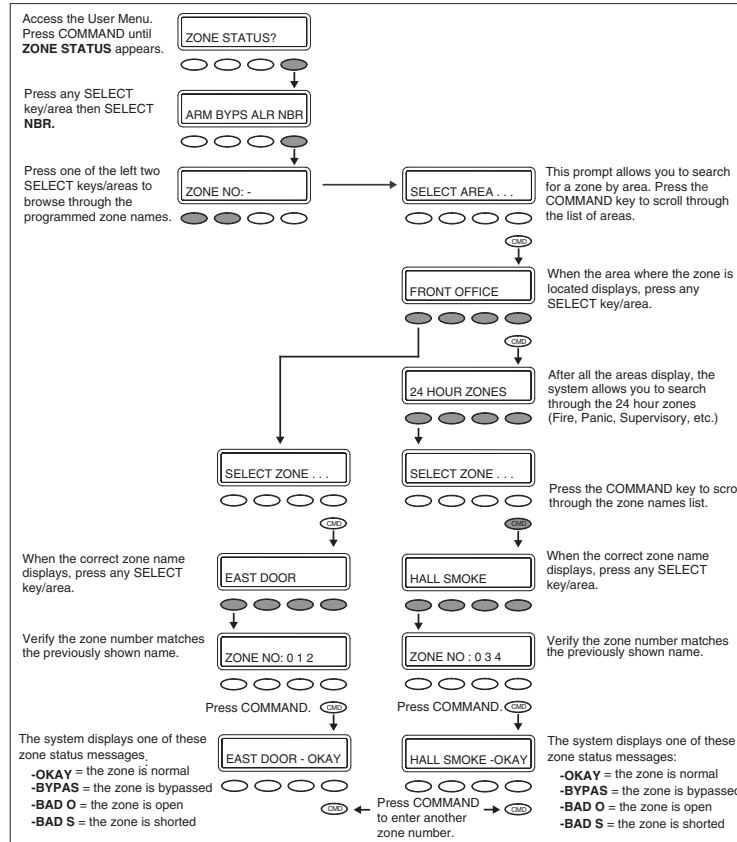 Access the User Menu.
Press COMMAND until
ZONE STATUS appears.
ZONE STATUS?
Press any SELECT
key/area then SELECT
NBR.
ARM BYPS ALR NBR
Press one of the left two
SELECT keys/areas to
browse through the
programmed zone names.
ZONE NO: -
SELECT AREA . . .
This prompt allows you to search
for a zone by area. Press the
COMMAND key to scroll through
the list of areas.
CMD
FRONT OFFICE
When the area where the zone is
located displays, press any
SELECT key/area.
CMD
24 HOUR ZONES
After all the areas display, the
system allows you to search
through the 24 hour zones
(Fire, Panic, Supervisory, etc.)
SELECT ZONE . . .
SELECT ZONE . . .
Press the COMMAND key to scro
through the zone names list.
CMD
CMD
When the correct zone name
displays, press any SELECT
key/area.
EAST DOOR
HALL SMOKE
When the correct zone name
displays, press any SELECT
key/area.
Verify the zone number matches
the previously shown name.
ZONE NO: 0 1 2
ZONE NO : 0 3 4
Verify the zone number matches
the previously shown name.
Press COMMAND. CMD
Press COMMAND. CMD
The system displays one of these
zone status messages.
-OKAY = the zone is normal
-BYPAS = the zone is bypassed
-BAD O = the zone is open
-BAD S = the zone is shorted
EAST DOOR - OKAY
HALL SMOKE -OKAY
The system displays one of these
zone status messages:
-OKAY = the zone is normal
-BYPAS = the zone is bypassed
-BAD O = the zone is open
-BAD S = the zone is shorted
CMD
Press COMMAND
to enter another
zone number.
CMD